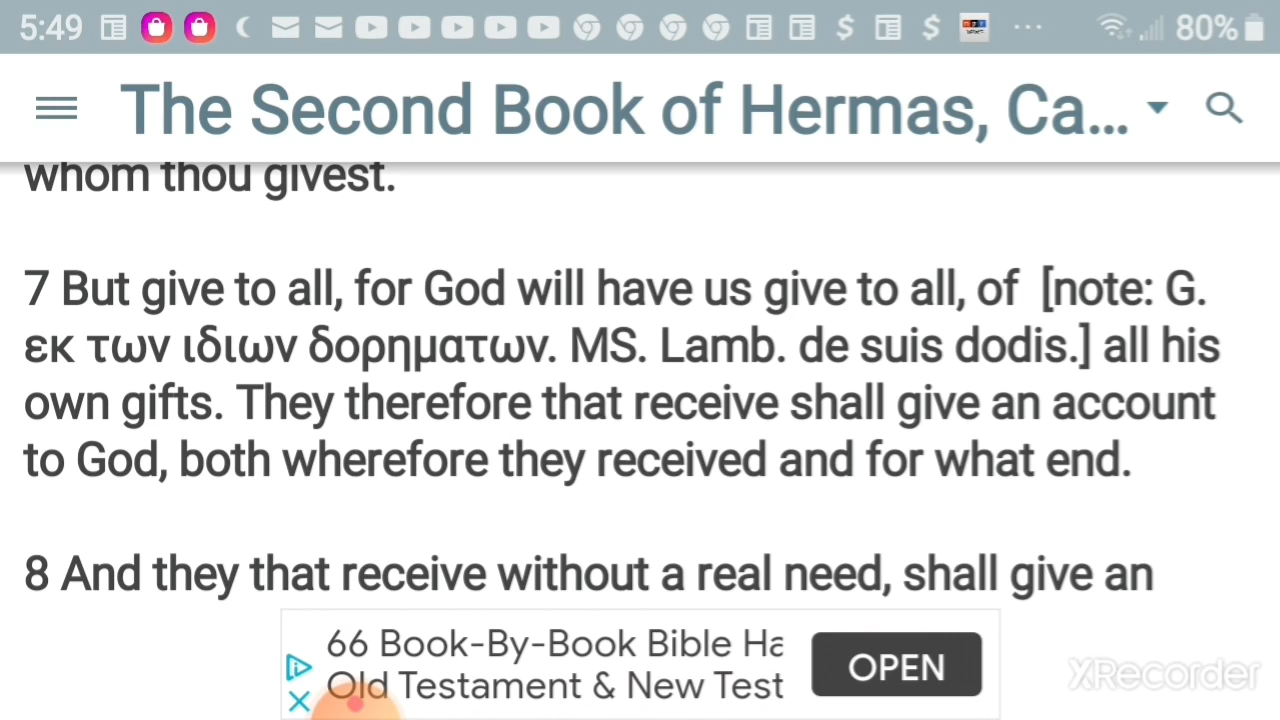 5:49
80%
The Second Book of Hermas, Ca...
whom thou givest.
7 But give to all, for God will have us give to all, of [note: G.
εκ των ιδιων δορηματων. MS. Lamb. de suis dodis.] all his
own gifts. They therefore that receive shall give an account
to God, both wherefore they received and for what end.
8 And they that receive without a real need, shall give an
66 Book-By-Book Bible Ha
Old Testament & New Test
OPEN
XRecorder